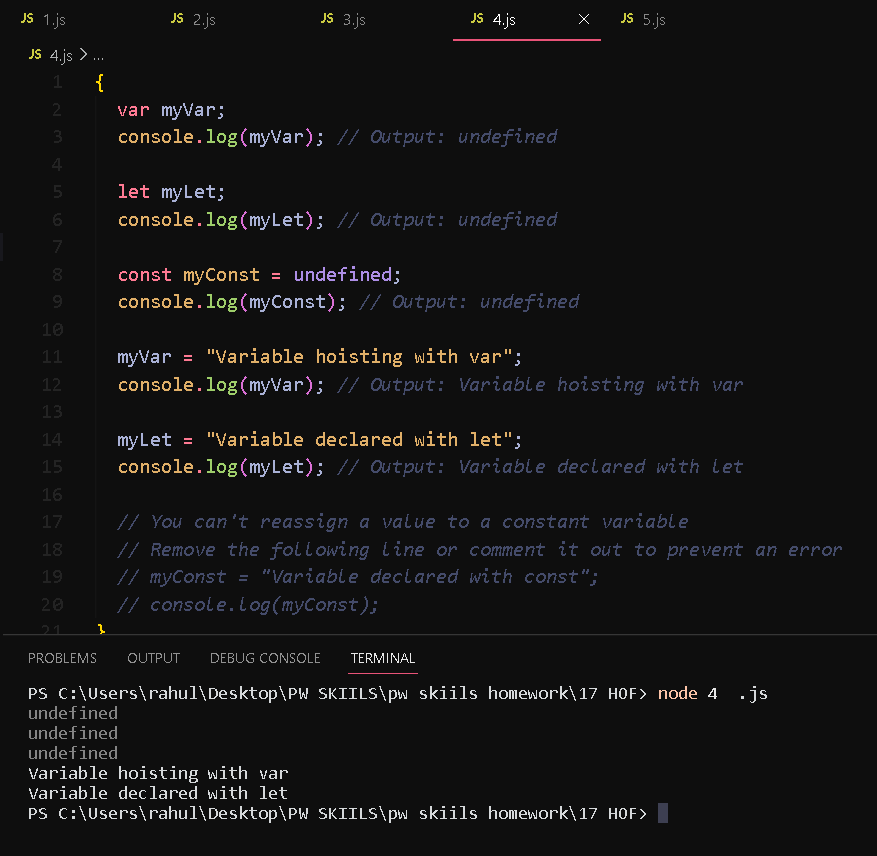 JS 1.js JS 2.js JS 3.js JS 4.js × JS 5.js
JS 4.js > ...
1 {
2 var myVar;
3 console.log(myVar); // Output: undefined
4
5 let myLet;
6 console.log(myLet); // Output: undefined
7
8 const myConst = undefined;
9 console.log(myConst); // Output: undefined
10
11 myVar = "Variable hoisting with var";
12 console.log(myVar); // Output: Variable hoisting with var
13
14 myLet = "Variable declared with let";
15 console.log(myLet); // Output: Variable declared with let
16
17 // You can't reassign a value to a constant variable
18 // Remove the following line or comment it out to prevent an error
19 // myConst = "Variable declared with const";
20 // console.log(myConst);
21 }
PROBLEMS OUTPUT DEBUG CONSOLE TERMINAL
PS C:\Users\rahul\Desktop\PW SKIILS\pw skiils homework\17 HOF> node 4  .js
undefined
undefined
undefined
Variable hoisting with var
Variable declared with let
PS C:\Users\rahul\Desktop\PW SKIILS\pw skiils homework\17 HOF>